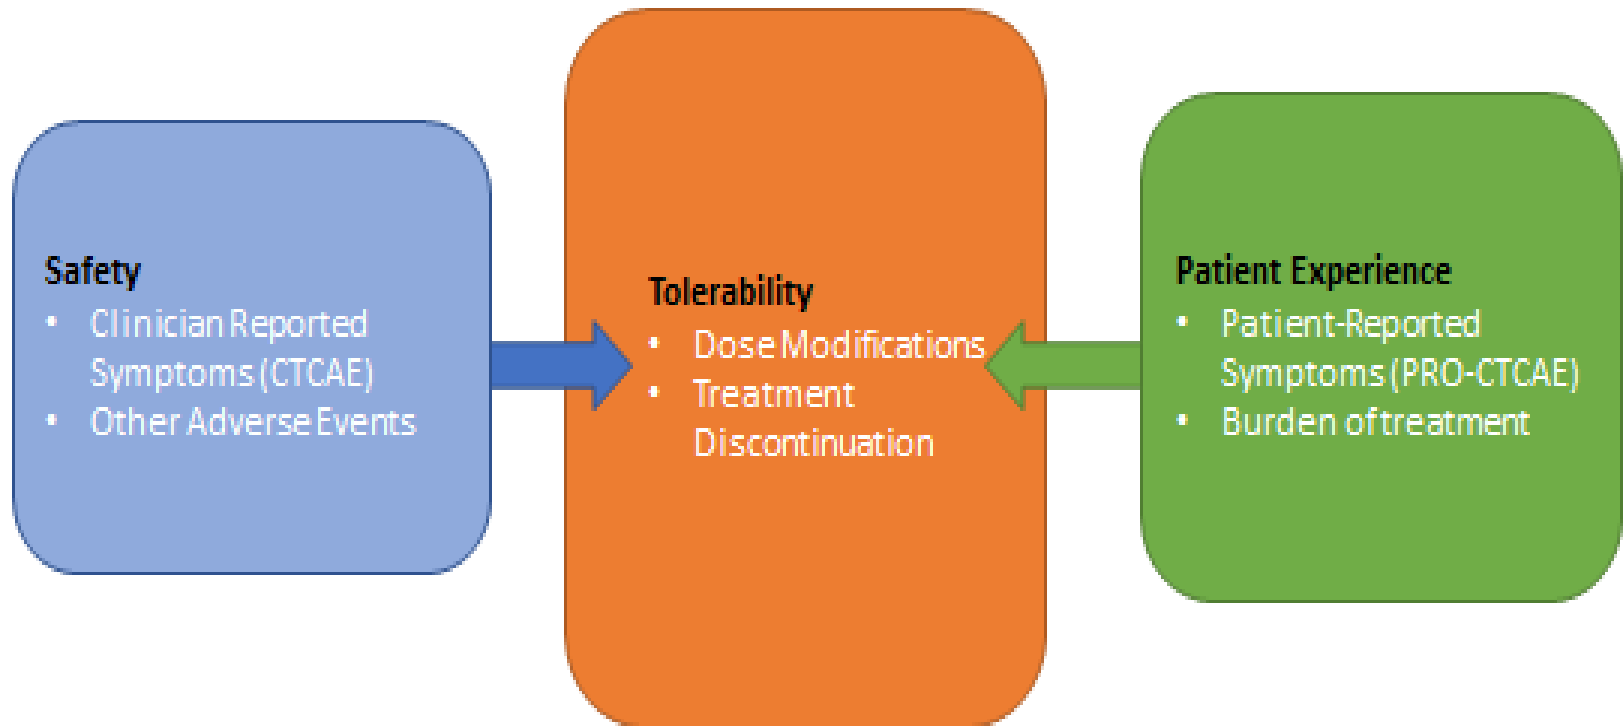 Safety
• Clinician Reported
Symptoms (CTCAE)
• Other Adverse Events
Tolerability
• Dose Modifications
• Treatment
Discontinuation
Patient Experience
• Patient-Reported
Symptoms (PRO-CTCAE)
• Burden of treatment